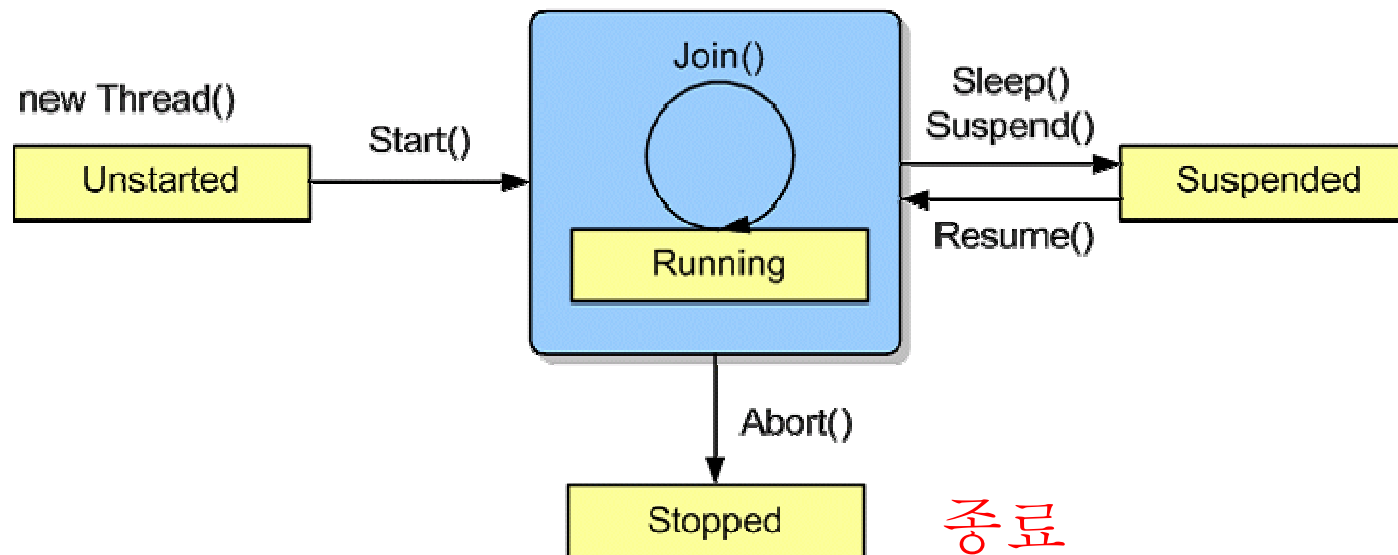 new Thread()
Unstarted
Start()
Join()
Running
Sleep()
Suspend()
Suspended
Resume()
Abort()
Stopped
종료